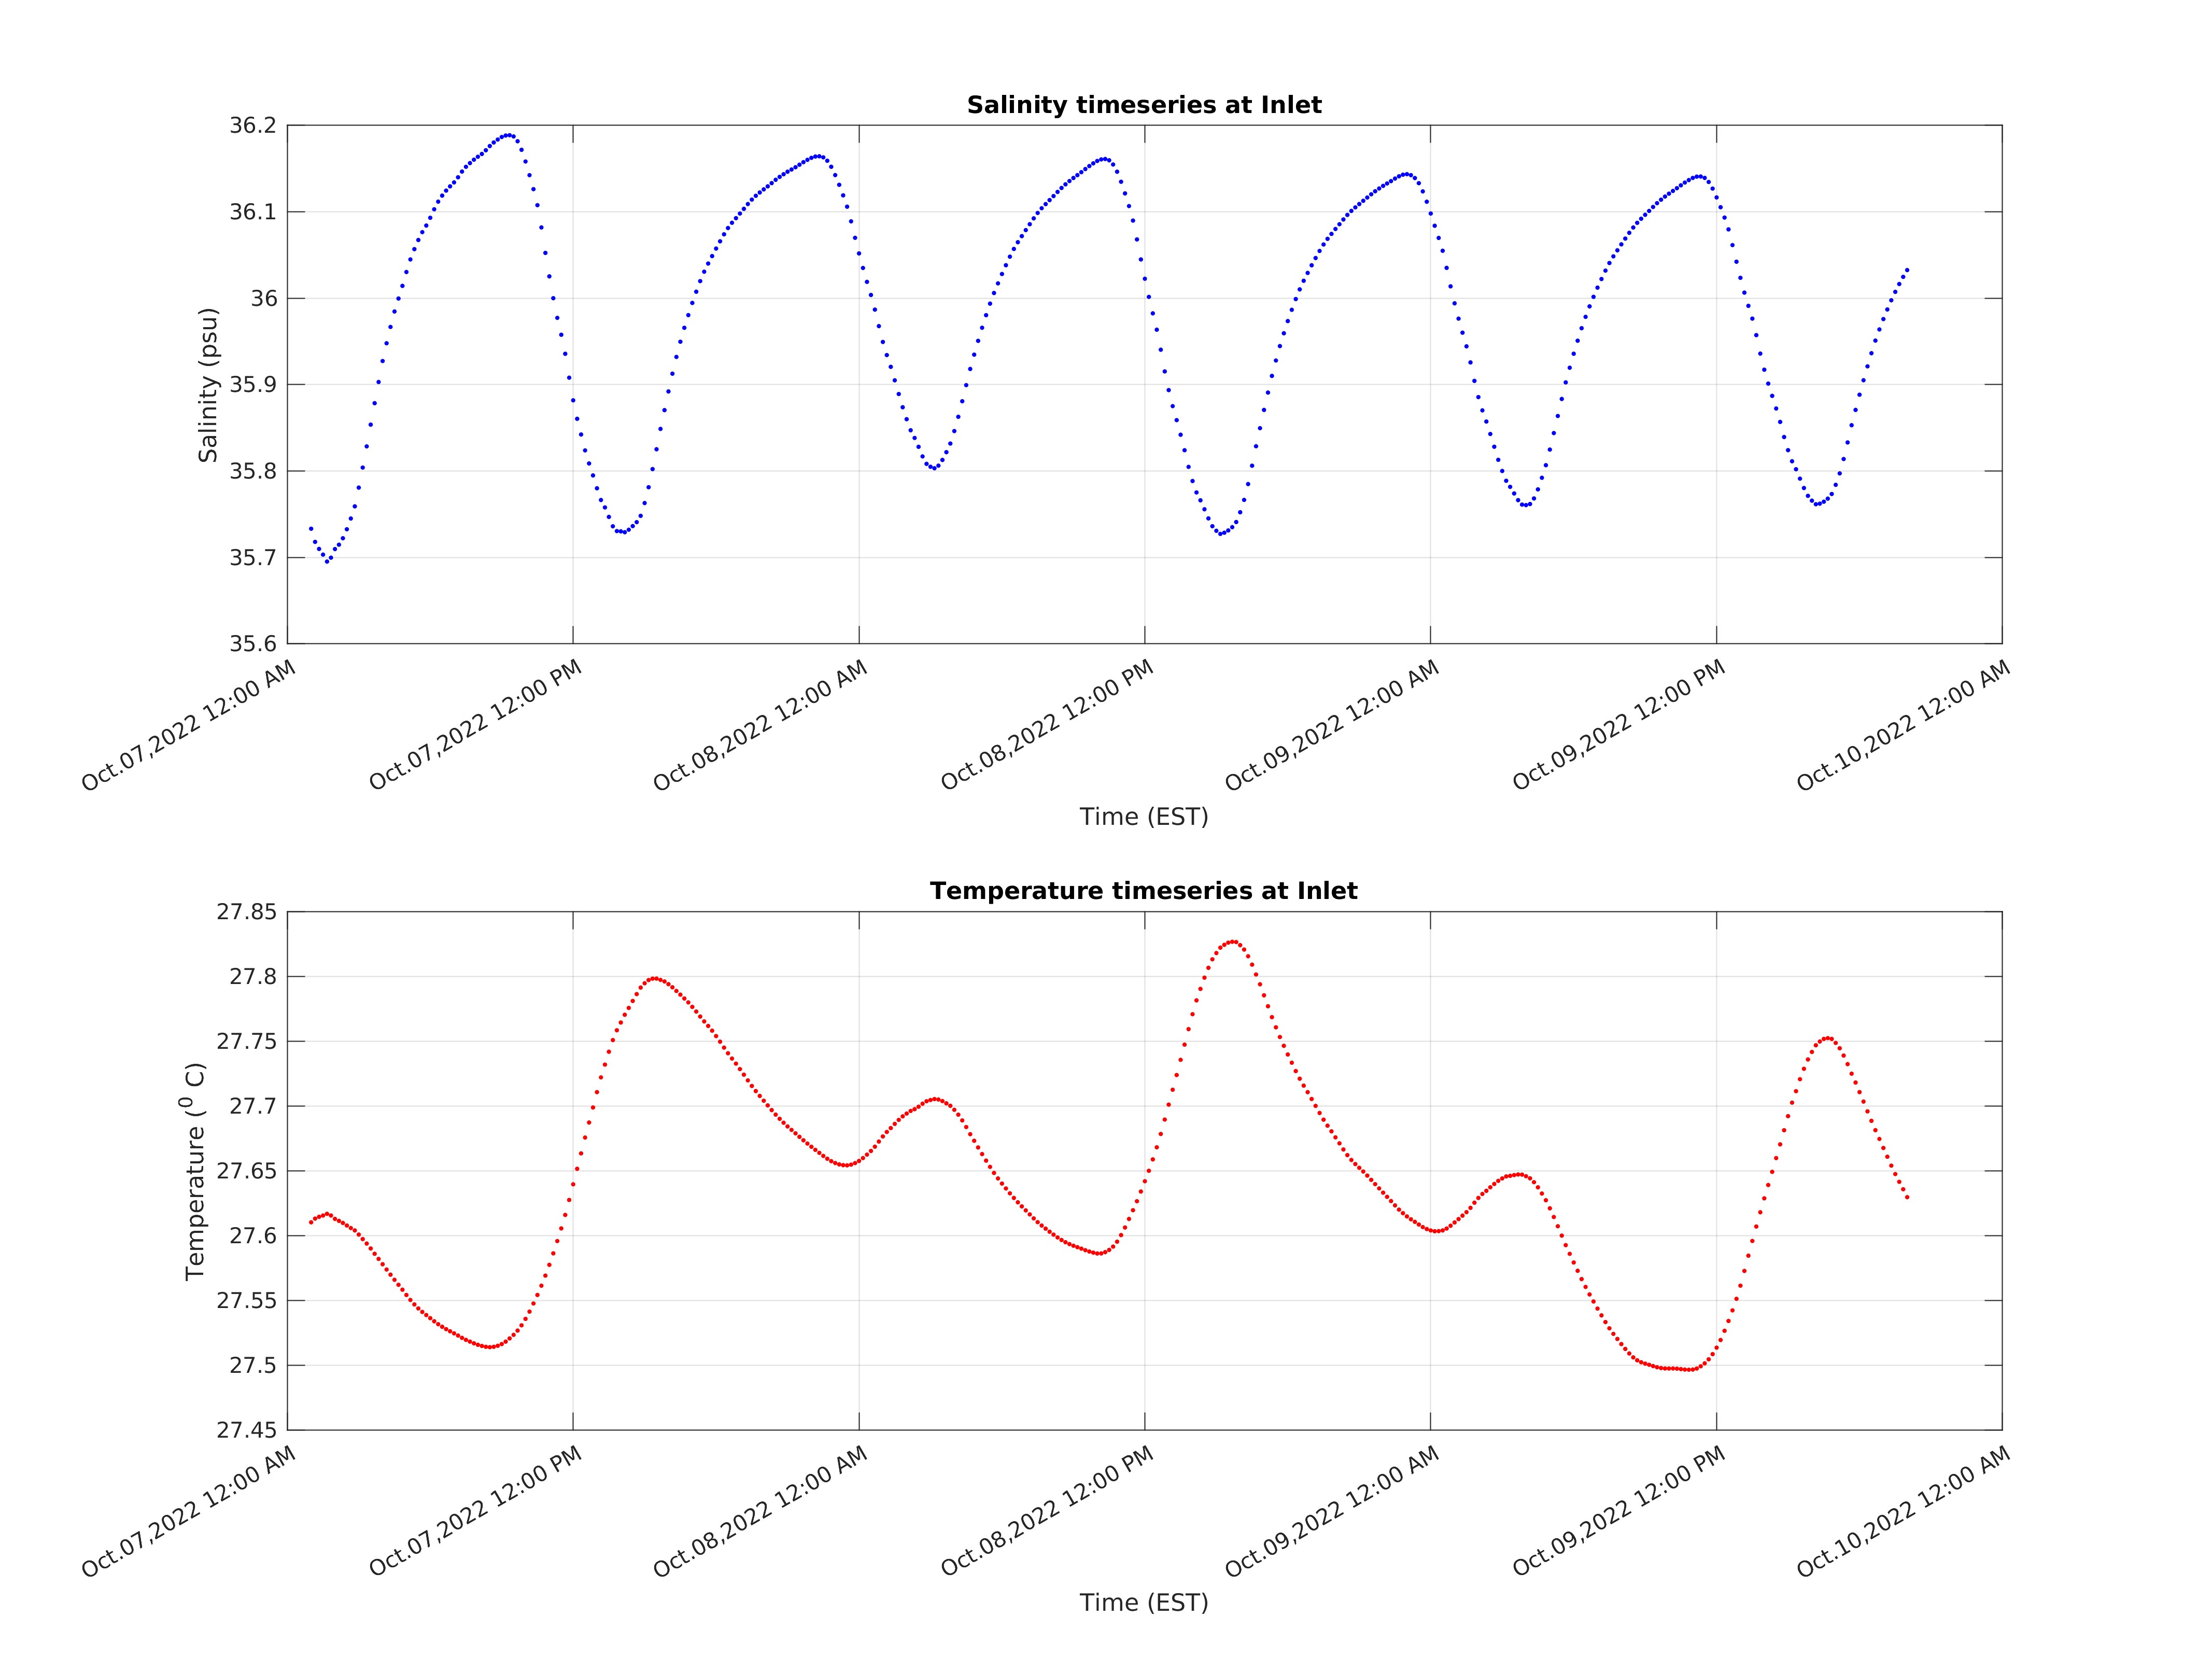 Salinity timeseries at Inlet
36.2
36.1
36
35.9
35.8
35.7
35.6
Salinity (psu)
Oct.07,2022 12:00 AM
Oct.07,2022 12:00 PM
Oct.08,2022 12:00 AM
Oct.08,2022 12:00 PM
Oct.09,2022 12:00 AM
Oct.09,2022 12:00 PM
Oct.10,2022 12:00 AM
Time (EST)
Temperature timeseries at Inlet
27.85
27.8
27.75
27.7
27.65
27.6
27.55
27.5
27.45
Temperature (⁰ C)
Oct.07,2022 12:00 AM
Oct.07,2022 12:00 PM
Oct.08,2022 12:00 AM
Oct.08,2022 12:00 PM
Oct.09,2022 12:00 AM
Oct.09,2022 12:00 PM
Oct.10,2022 12:00 AM
Time (EST)